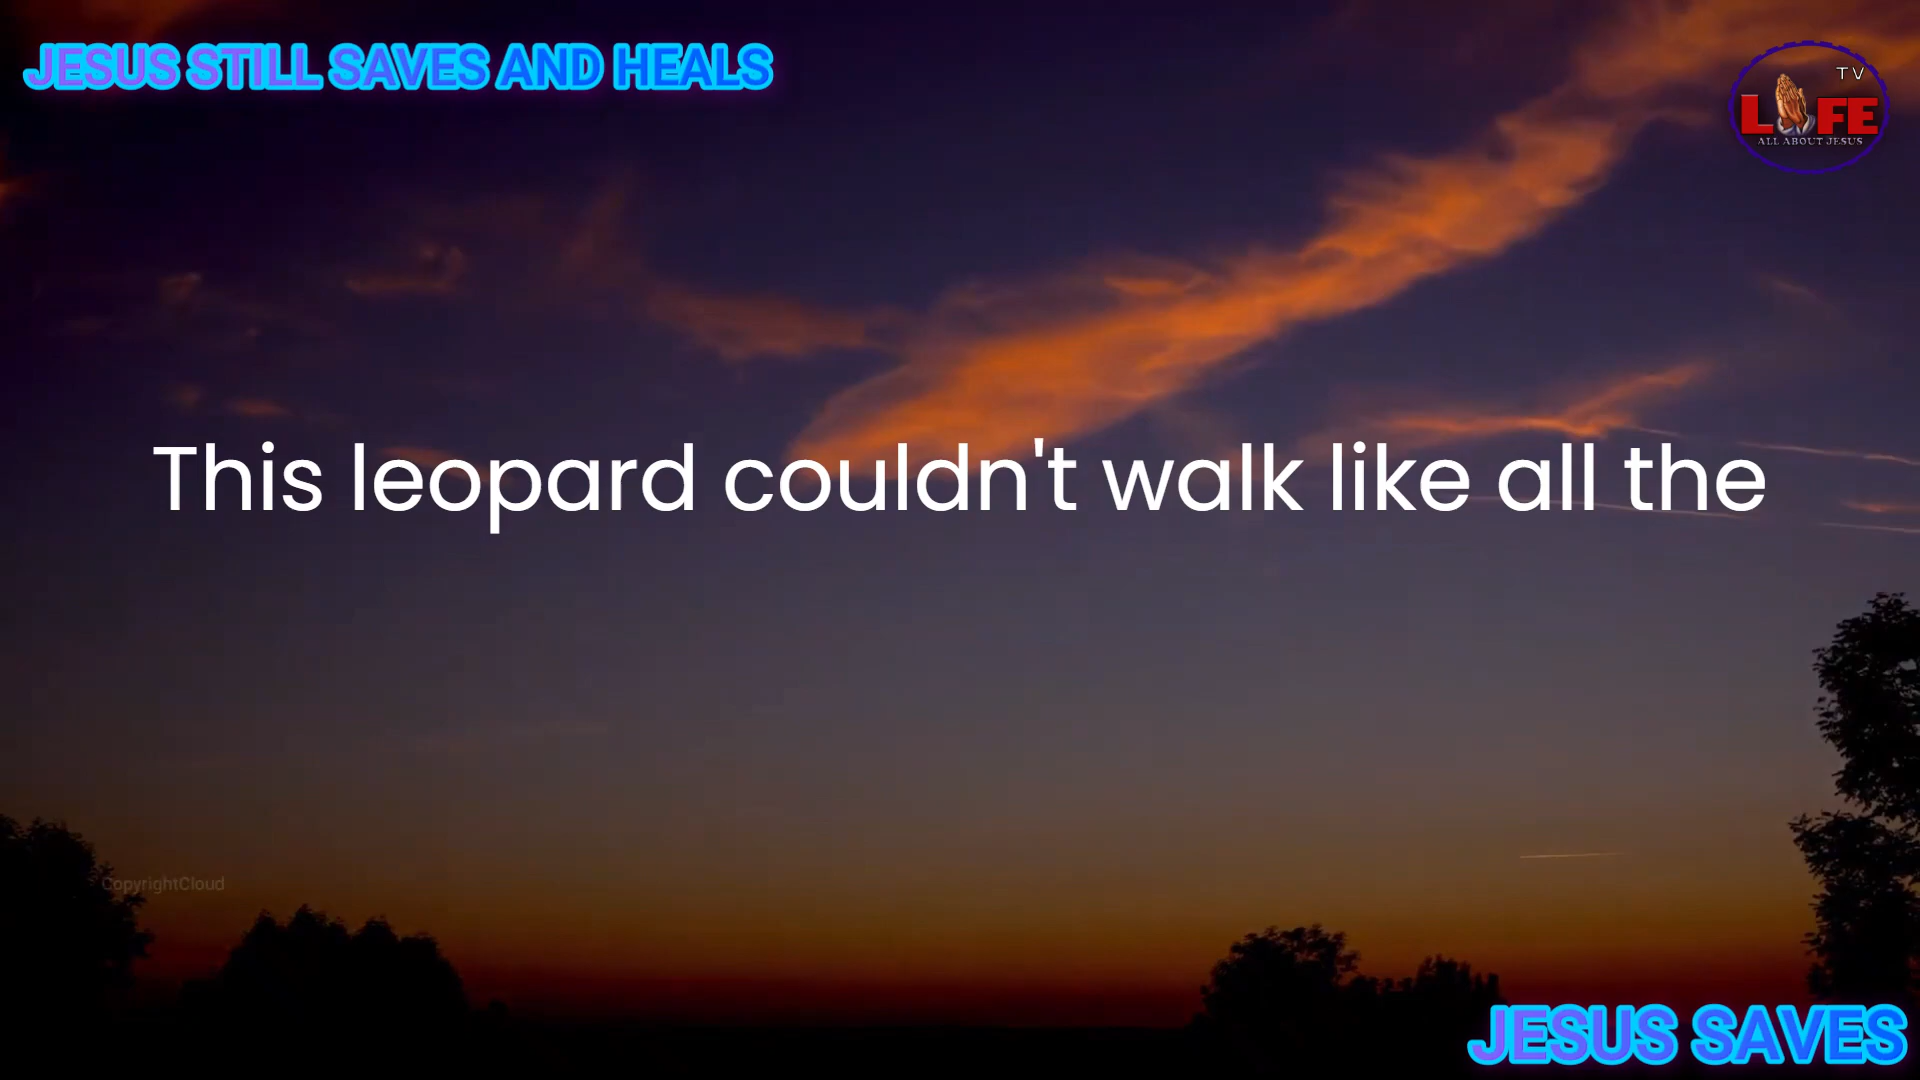 JESUS STILL SAVES AND HEALS
TV
L FE
ALL ABOUT JESUS
This leopard couldn't walk like all the
CopyrightCloud
JESUS SAVES